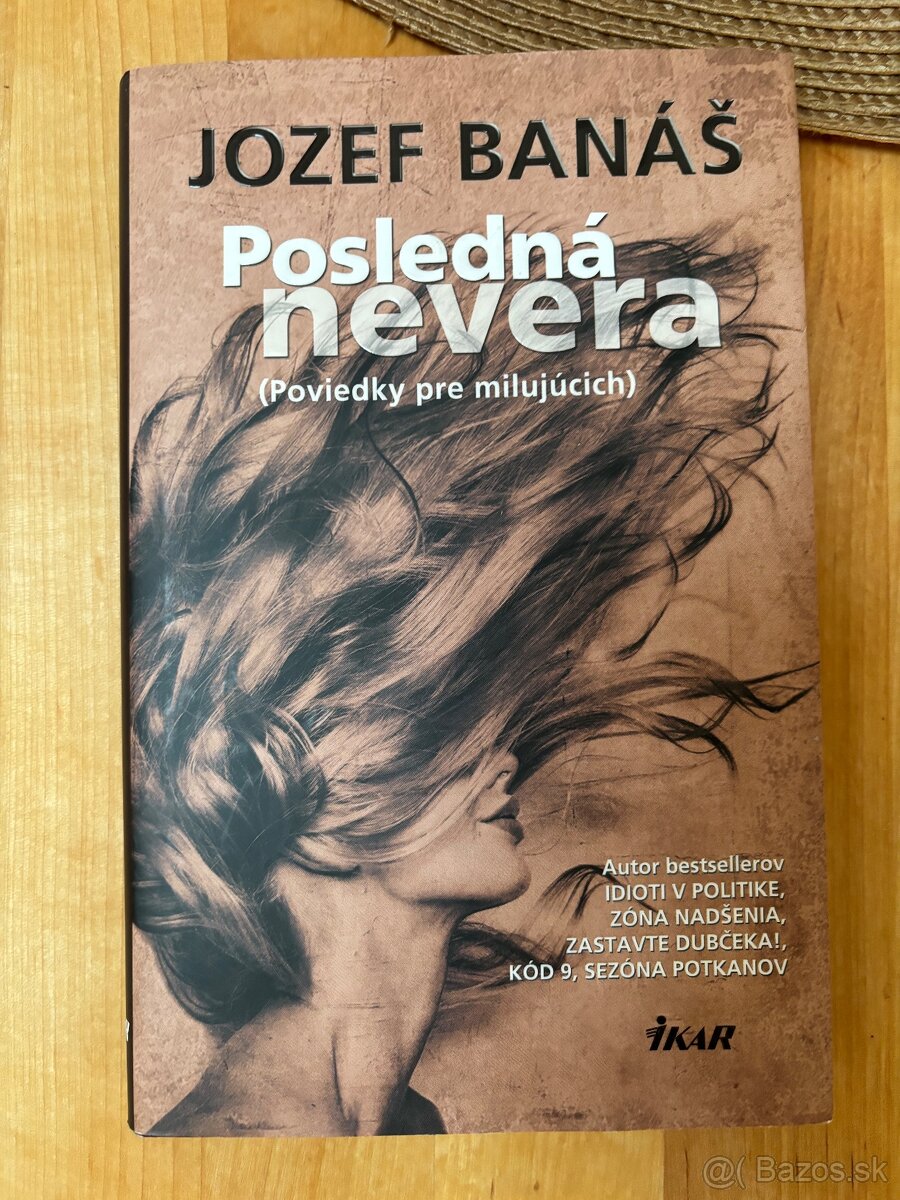 JOZEF BANÁŠ
Posledná
nevera
(Poviedky pre milujúcich)
Autor bestsellerov
IDIOTI V POLITIKE,
ZÓNA NADŠENIA,
ZASTAVTE DUBČEKA!,
KÓD 9, SEZÓNA POTKANOV
IKAR
@( Bazos.sk